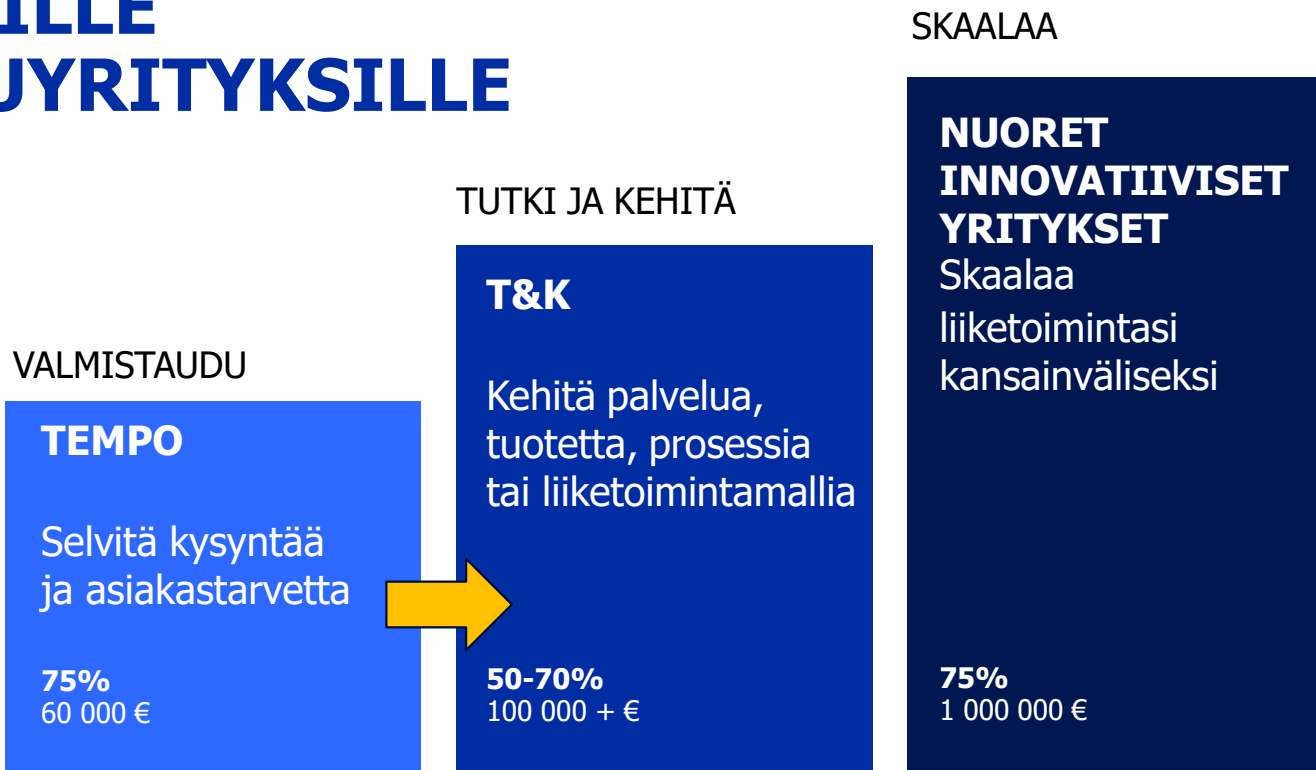 ILLE
UYRITYKSILLE
VALMISTAUDU
TEMPO
Selvitä kysyntää
ja asiakastarvetta
75%
60 000 €
TUTKI JA KEHITÄ
T&K
Kehitä palvelua,
tuotetta, prosessia
tai liiketoimintamallia
50-70%
100 000 + €
SKAALAA
NUORET
INNOVATIIVISET
YRITYKSET
Skaalaa
liiketoimintasi
kansainväliseksi
75%
1 000 000 €